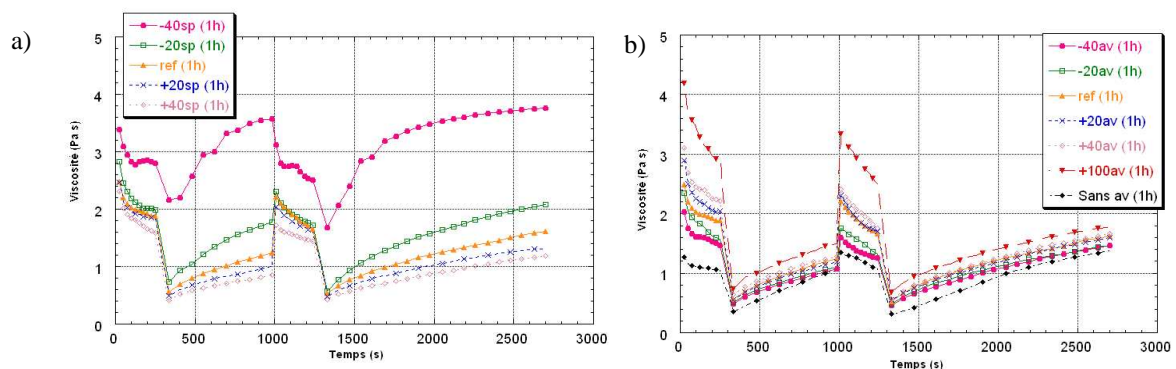 a)
-40sp (1h)
-20sp (1h)
ref (1h)
+20sp (1h)
+40sp (1h)
Viscosité (Pa s)
5
4
3
2
1
0
0
500
1000
1500
2000
2500
3000
Temps (s)
b)
-40av (1h)
-20av (1h)
ref (1h)
+20av (1h)
+40av (1h)
+100av (1h)
Sans av (1h)
Viscosité (Pa s)
5
4
3
2
1
0
0
500
1000
1500
2000
2500
3000
Temps (s)